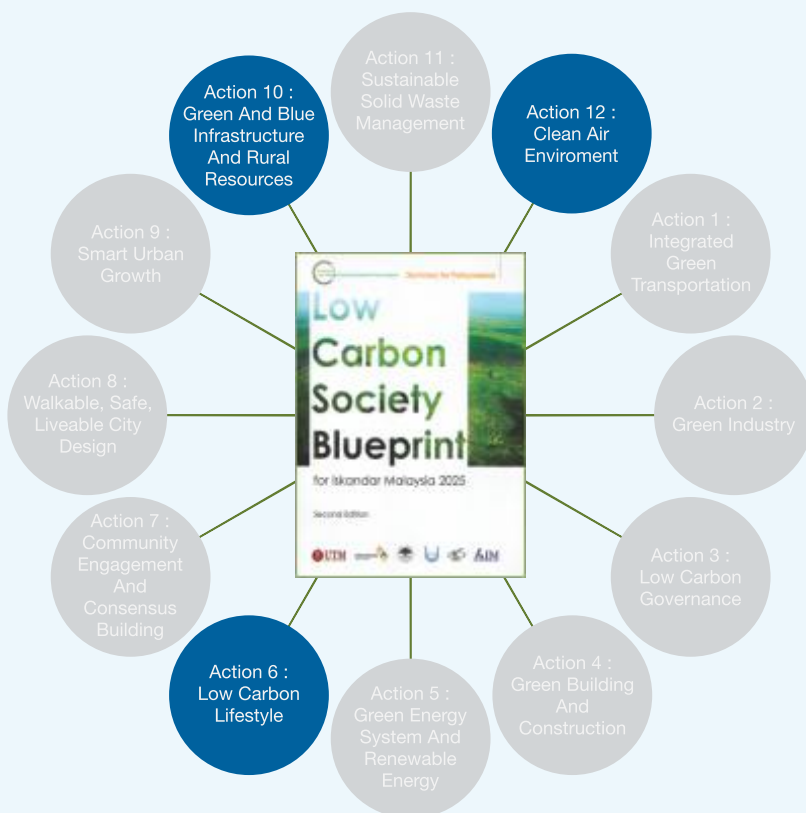 Action 11 :
Sustainable
Solid Waste
Management
Action 12 :
Clean Air
Enviroment
Action 1 :
Integrated
Green
Transportation
Action 2 :
Green Industry
Action 3 :
Low Carbon
Governance
Action 4 :
Green Building
And
Construction
Action 5 :
Green Energy
System And
Renewable
Energy
Action 6 :
Low Carbon
Lifestyle
Action 7 :
Community
Engagement
And
Consensus
Building
Action 8 :
Walkable, Safe,
Liveable City
Design
Action 9 :
Smart Urban
Growth
Action 10 :
Green And Blue
Infrastructure
And Rural
Resources
Low
Carbon
Society
Blueprint
for Iskandar Malaysia 2025
Second Edition
UTM
AIM